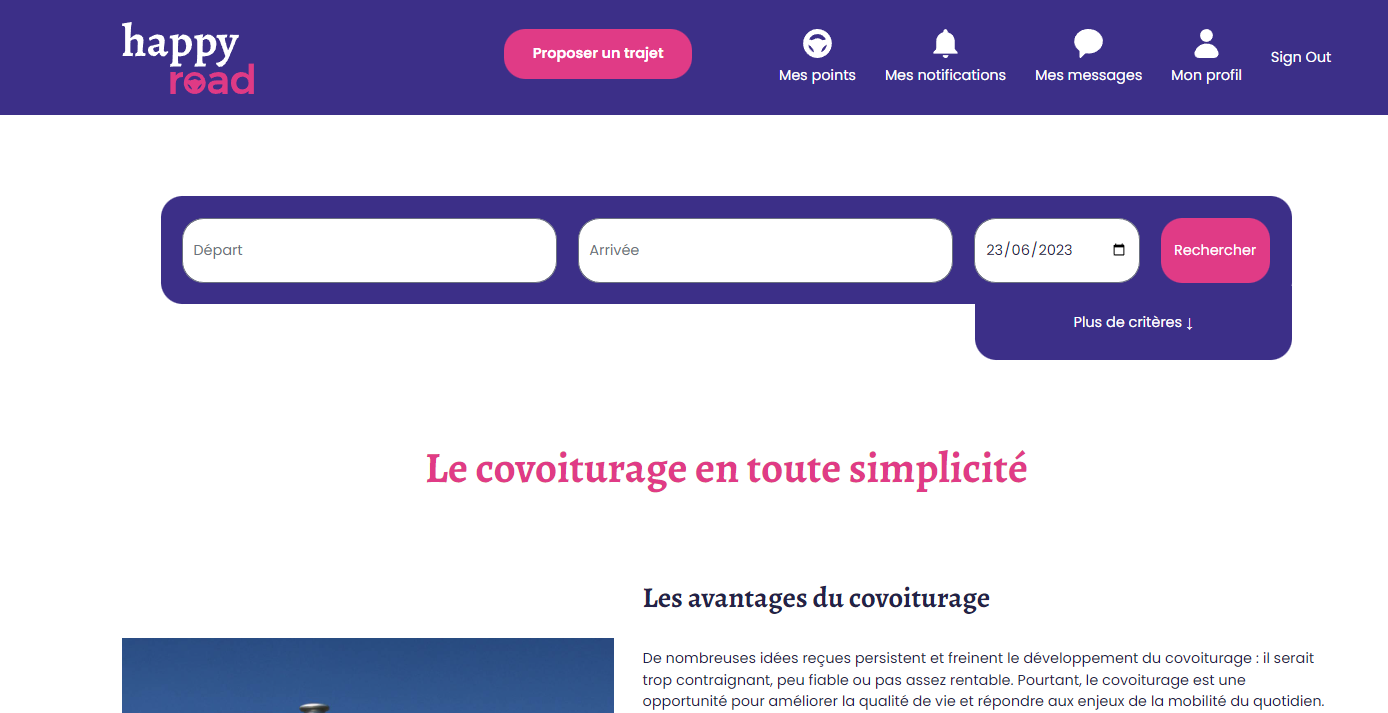 happy
road
Proposer un trajet
Mes points
Mes notifications
Mes messages
Mon profil
Sign Out
Départ
Arrivée
23/06/2023
Rechercher
Plus de critères ↓
Le covoiturage en toute simplicité
Les avantages du covoiturage
De nombreuses idées reçues persistent et freinent le développement du covoiturage : il serait
trop contraignant, peu fiable ou pas assez rentable. Pourtant, le covoiturage est une
opportunité pour améliorer la qualité de vie et répondre aux enjeux de la mobilité du quotidien.